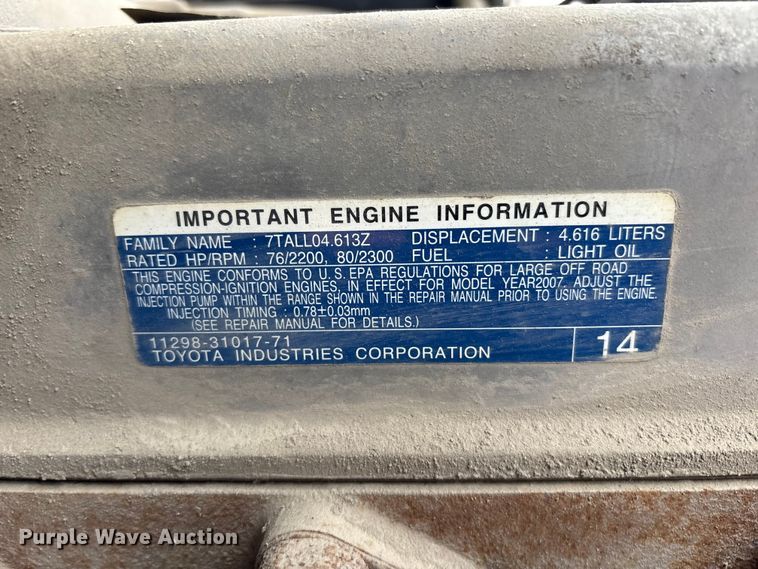 IMPORTANT ENGINE INFORMATION
FAMILY NAME : 7TALL04.613Z DISPLACEMENT : 4.616 LITERS
RATED HP/RPM : 76/2200, 80/2300 FUEL : LIGHT OIL
THIS ENGINE CONFORMS TO U.S.EPA REGULATIONS FOR LARGE OFF ROAD
COMPRESSION-IGNITION ENGINES, IN EFFECT FOR MODEL YEAR2007. ADJUST THE
INJECTION PUMP WITHIN THE RANGE SHOWN IN THE REPAIR MANUAL PRIOR TO USING THE ENGINE.
INJECTION TIMING : 0.78±0.03mm
(SEE REPAIR MANUAL FOR DETAILS.)
11298-31017-71
TOYOTA INDUSTRIES CORPORATION 14
Purple Wave Auction